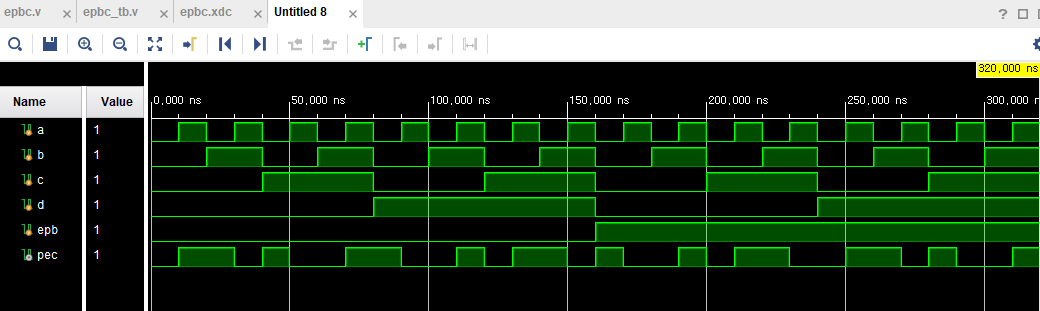 epbc.v × epbc_tb.v × epbc.xdc × Untitled 8 ×
?
320,000 ns
Name Value
0,000 ns 50,000 ns 100,000 ns 150,000 ns 200,000 ns 250,000 ns 300,000 ns
a 1
b 1
c 1
d 1
epb 1
pec 1